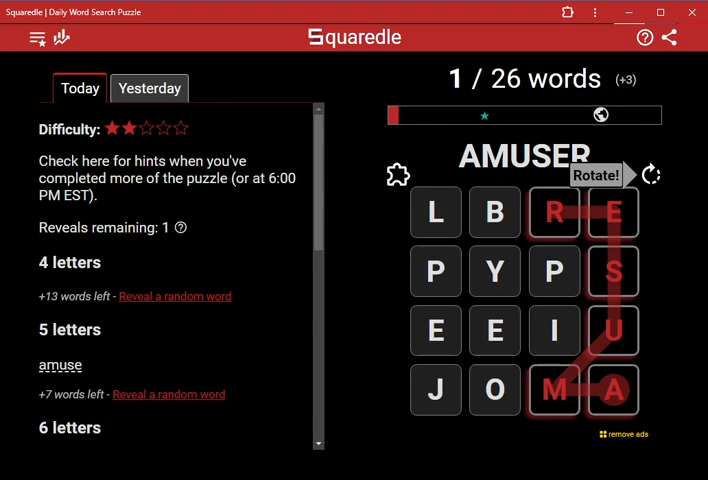 Squaredle | Daily Word Search Puzzle
Squaredle
Today
Yesterday
Difficulty:
Check here for hints when you've
completed more of the puzzle (or at 6:00
PM EST).
Reveals remaining: 1
4 letters
+13 words left - Reveal a random word
5 letters
amuse
+7 words left - Reveal a random word
6 letters
1 / 26 words (+3)
AMUSER
Rotate!
L B R E
P Y P S
E E I U
J O M A
remove ads